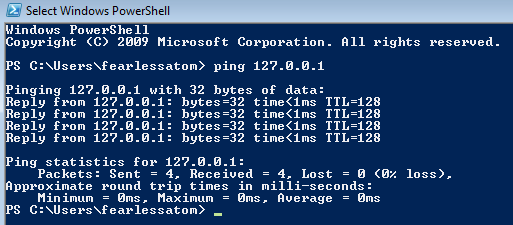 Select Windows PowerShell
Windows PowerShell
Copyright (C) 2009 Microsoft Corporation. All rights reserved.
PS C:\Users\fearlessatom> ping 127.0.0.1
Pinging 127.0.0.1 with 32 bytes of data:
Reply from 127.0.0.1: bytes=32 time<1ms TTL=128
Reply from 127.0.0.1: bytes=32 time<1ms TTL=128
Reply from 127.0.0.1: bytes=32 time<1ms TTL=128
Reply from 127.0.0.1: bytes=32 time<1ms TTL=128
Ping statistics for 127.0.0.1:
    Packets: Sent = 4, Received = 4, Lost = 0 (0% loss),
Approximate round trip times in milli-seconds:
    Minimum = 0ms, Maximum = 0ms, Average = 0ms
PS C:\Users\fearlessatom> _